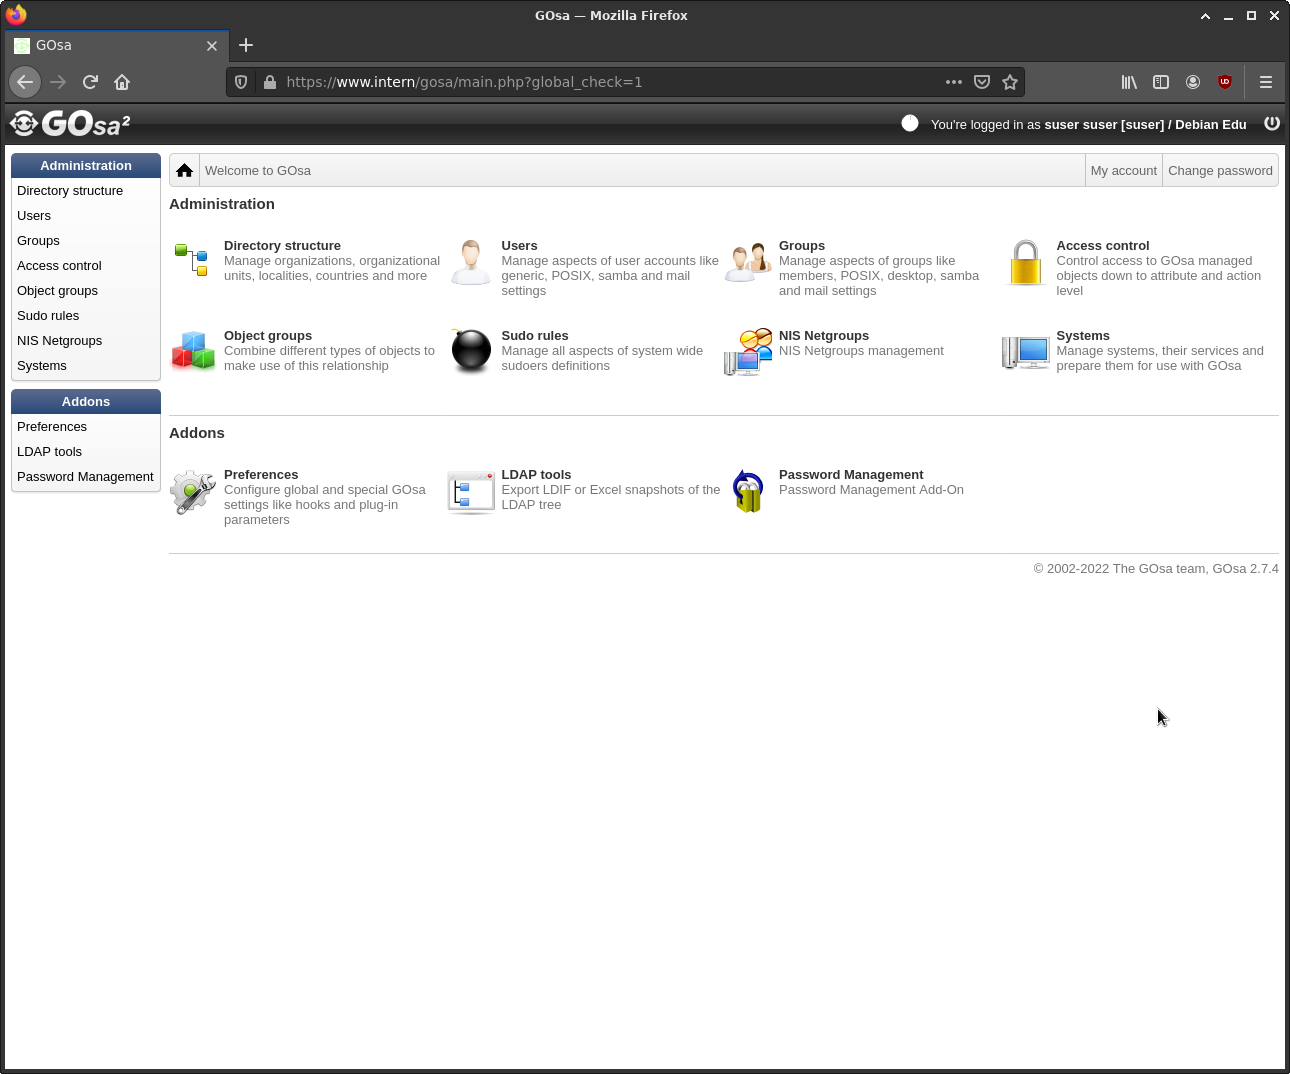 GOsa — Mozilla Firefox
GOsa
https://www.intern/gosa/main.php?global_check=1
GOsa²
You're logged in as suser suser [suser] / Debian Edu
Administration
Directory structure
Users
Groups
Access control
Object groups
Sudo rules
NIS Netgroups
Systems
Addons
Preferences
LDAP tools
Password Management
Welcome to GOsa
My account
Change password
Administration
Directory structure
Manage organizations, organizational
units, localities, countries and more
Users
Manage aspects of user accounts like
generic, POSIX, samba and mail
settings
Groups
Manage aspects of groups like
members, POSIX, desktop, samba
and mail settings
Access control
Control access to GOsa managed
objects down to attribute and action
level
Object groups
Combine different types of objects to
make use of this relationship
Sudo rules
Manage all aspects of system wide
sudoers definitions
NIS Netgroups
NIS Netgroups management
Systems
Manage systems, their services and
prepare them for use with GOsa
Addons
Preferences
Configure global and special GOsa
settings like hooks and plug-in
parameters
LDAP tools
Export LDIF or Excel snapshots of the
LDAP tree
Password Management
Password Management Add-On
© 2002-2022 The GOsa team, GOsa 2.7.4